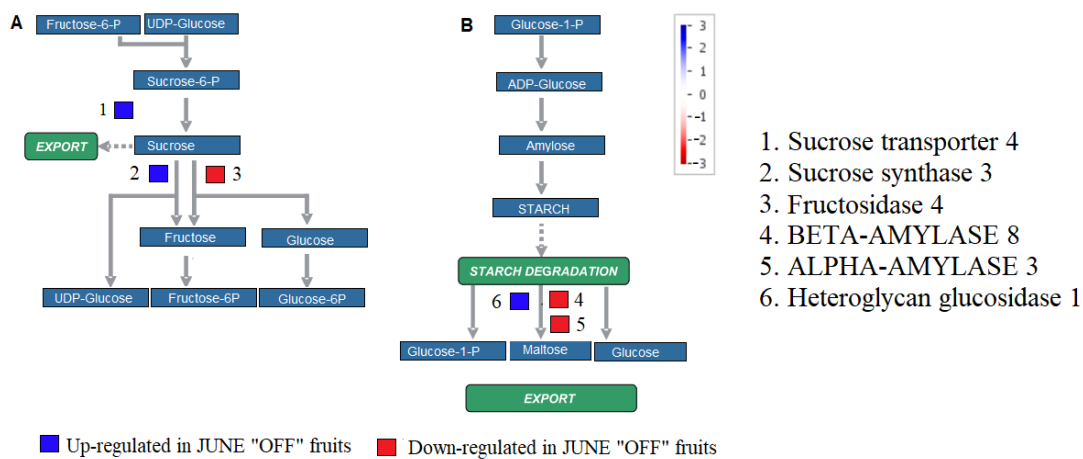 A
Fructose-6-P UDP-Glucose
Sucrose-6-P
1
EXPORT
Sucrose
2 3
Fructose
Glucose
UDP-Glucose Fructose-6P Glucose-6P
B
Glucose-1-P
ADP-Glucose
Amylose
STARCH
STARCH DEGRADATION
6 4
5
Glucose-1-P Maltose Glucose
EXPORT
3
2
1
0
-1
-2
-3
1. Sucrose transporter 4
2. Sucrose synthase 3
3. Fructosidase 4
4. BETA-AMYLASE 8
5. ALPHA-AMYLASE 3
6. Heteroglycan glucosidase 1
Up-regulated in JUNE "OFF" fruits Down-regulated in JUNE "OFF" fruits